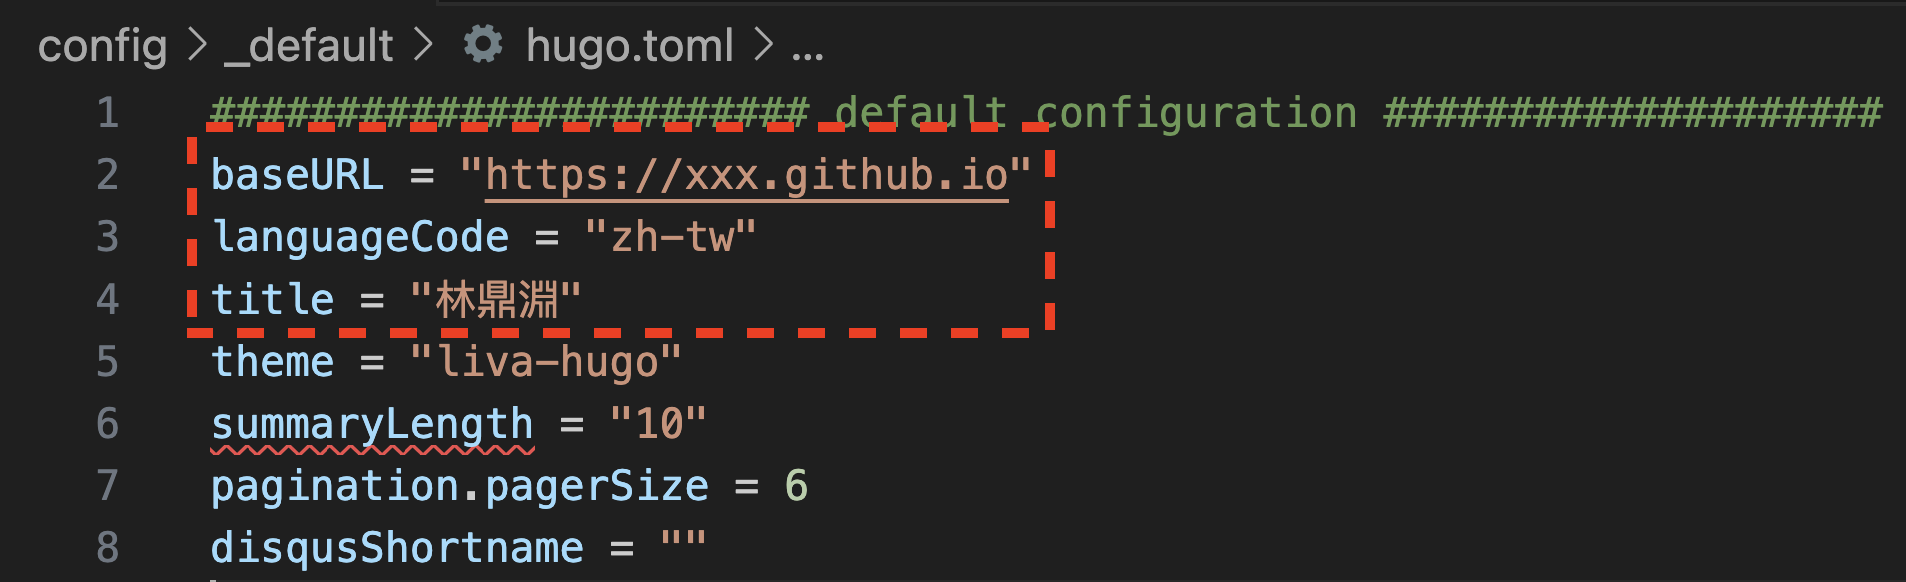 config > _default > hugo.toml > ...
1 ######################## default configuration ####################
2 baseURL = "https://xxx.github.io"
3 languageCode = "zh-tw"
4 title = "林鼎淵"
5 theme = "liva-hugo"
6 summaryLength = "10"
7 pagination.pagerSize = 6
8 disqusShortname = ""